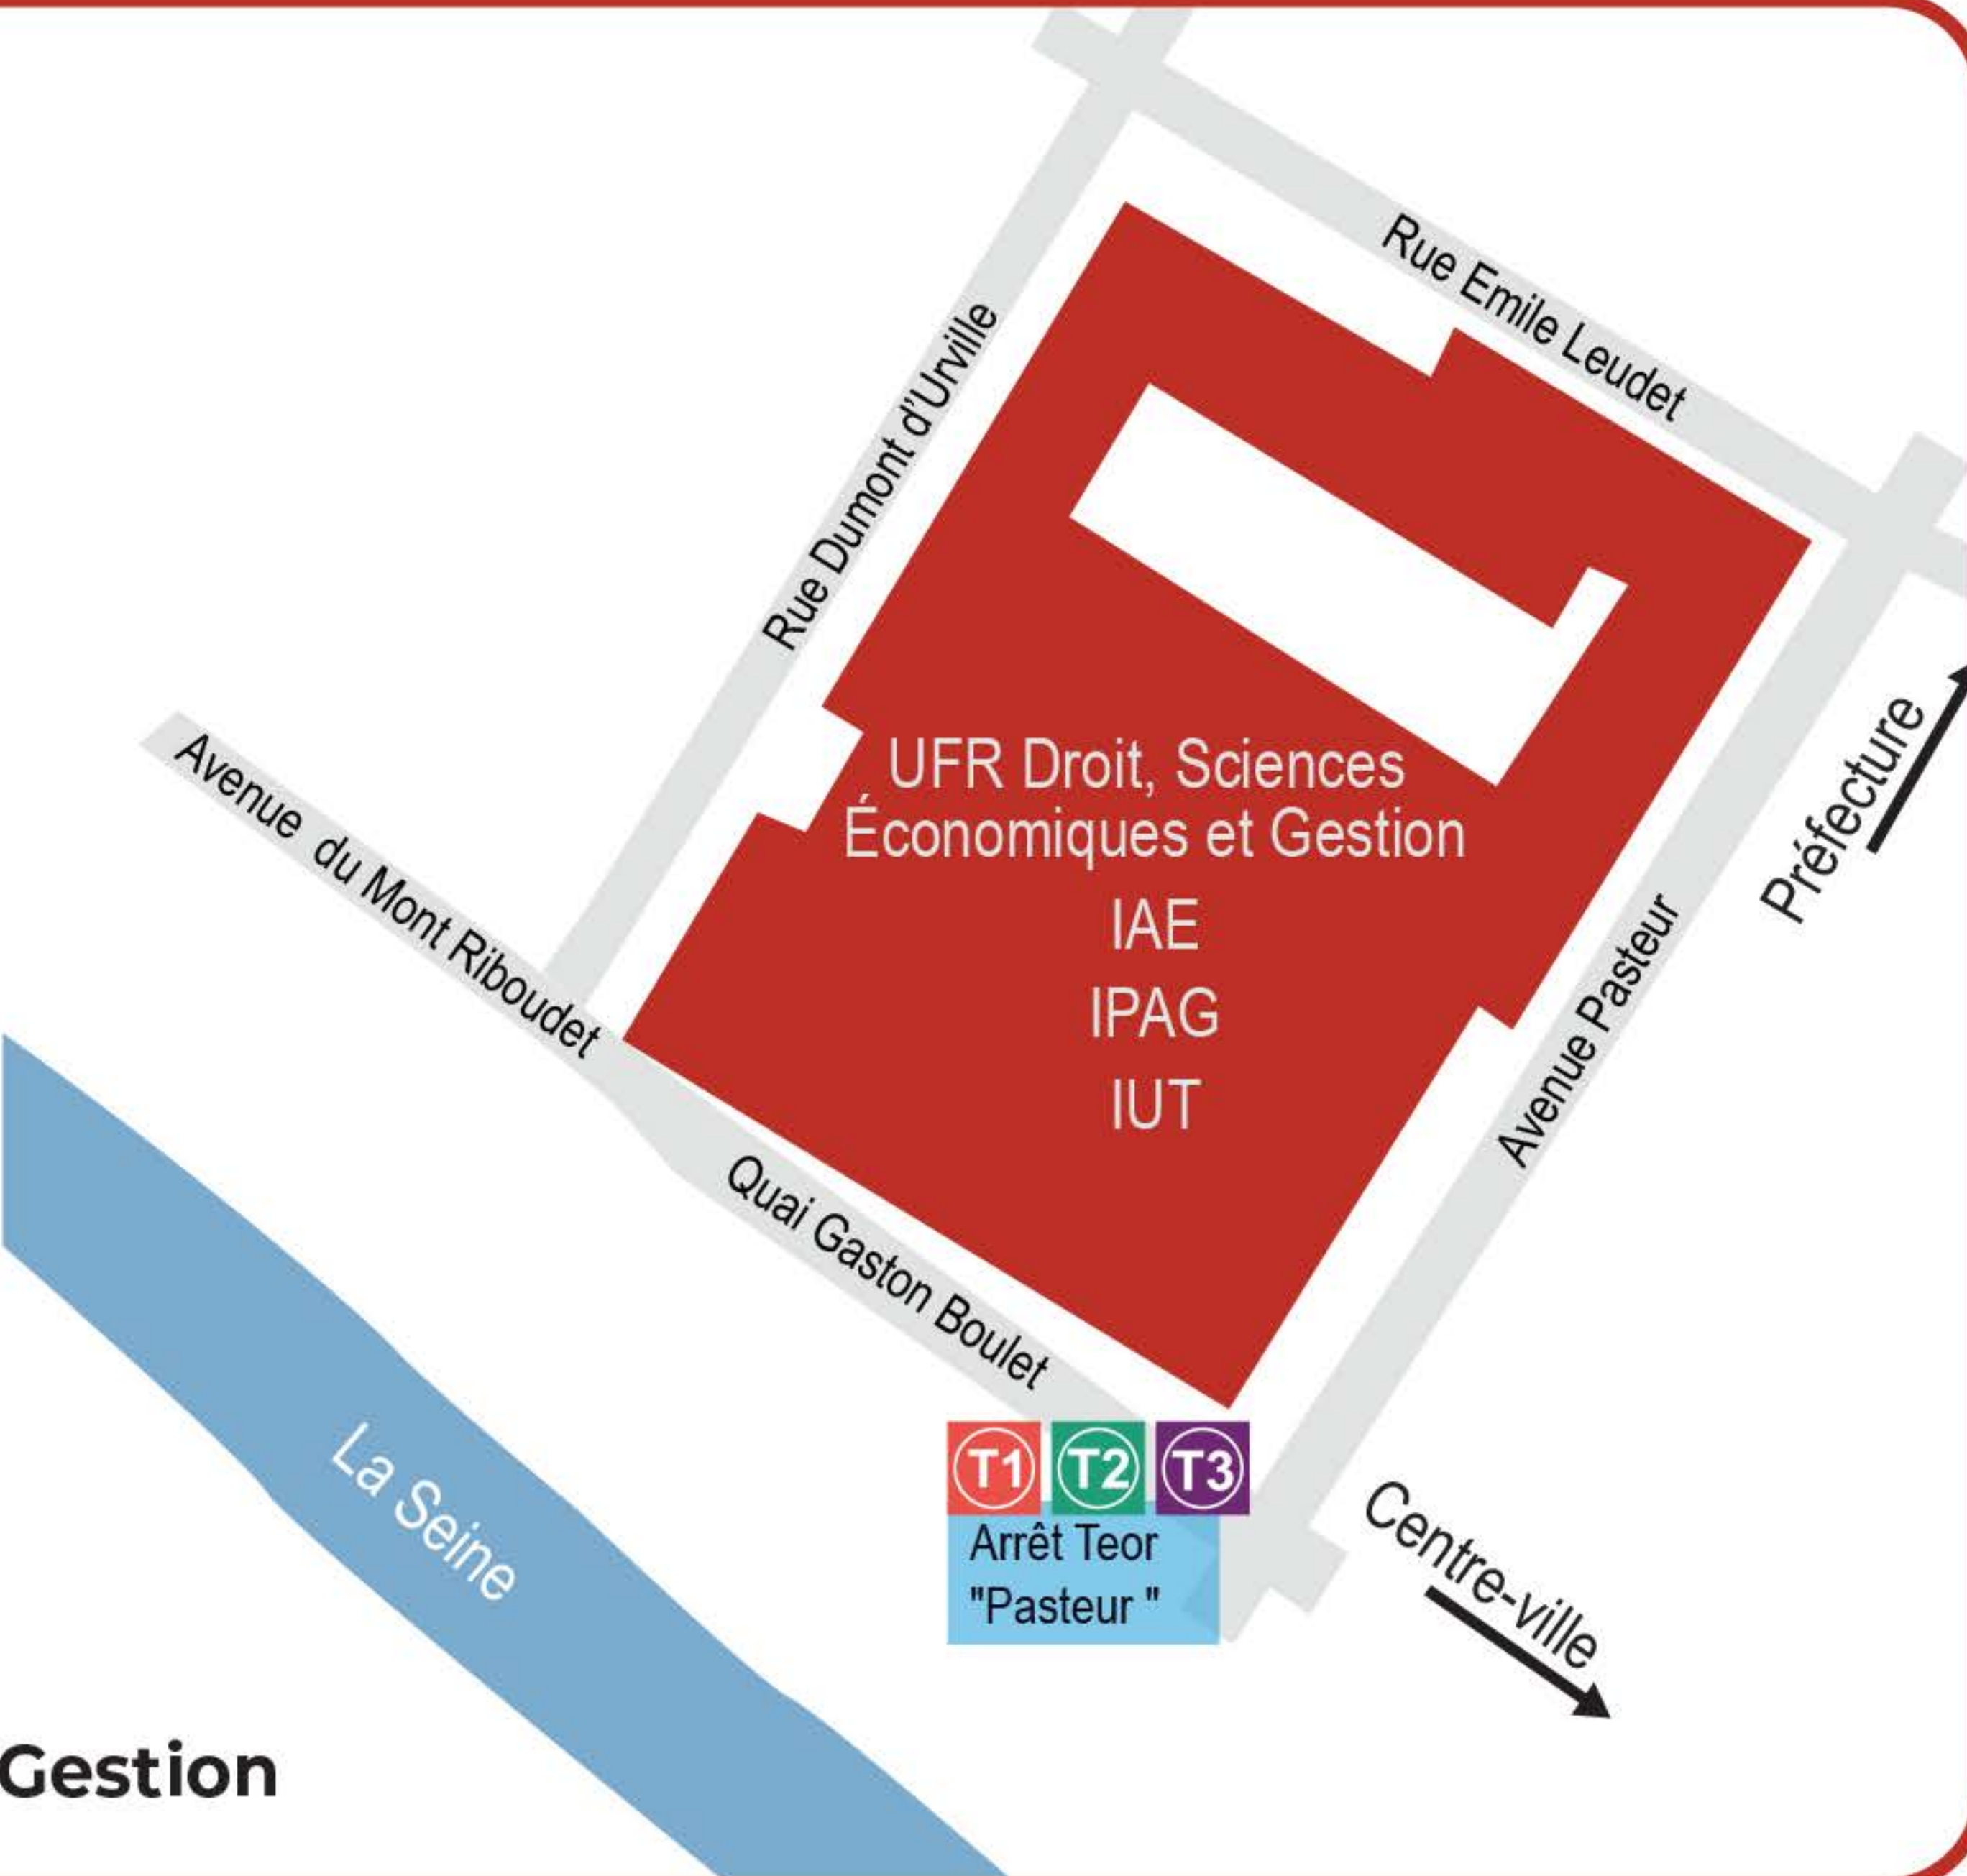 Rue Emile Leudet
Rue Dumont d'Urville
Avenue du Mont Riboudet
UFR Droit, Sciences
Économiques et Gestion
IAE
IPAG
IUT
Préfecture
Avenue Pasteur
Quai Gaston Boulet
T1 T2 T3
Arrêt Teor
"Pasteur "
Centre-ville
La Seine
Gestion